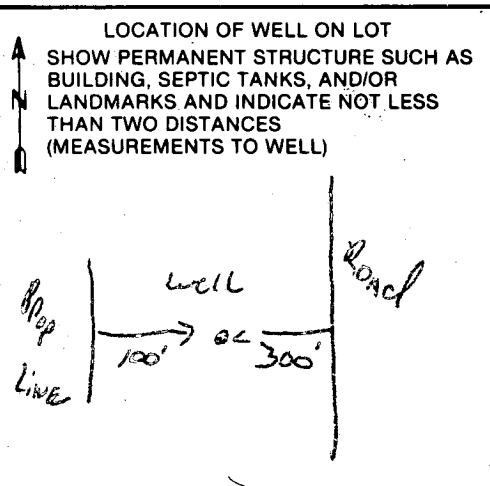 LOCATION OF WELL ON LOT
SHOW PERMANENT STRUCTURE SUCH AS
BUILDING, SEPTIC TANKS, AND/OR
LANDMARKS AND INDICATE NOT LESS
THAN TWO DISTANCES
(MEASUREMENTS TO WELL)
N
Road
Well
Prop
100'
300'
Line